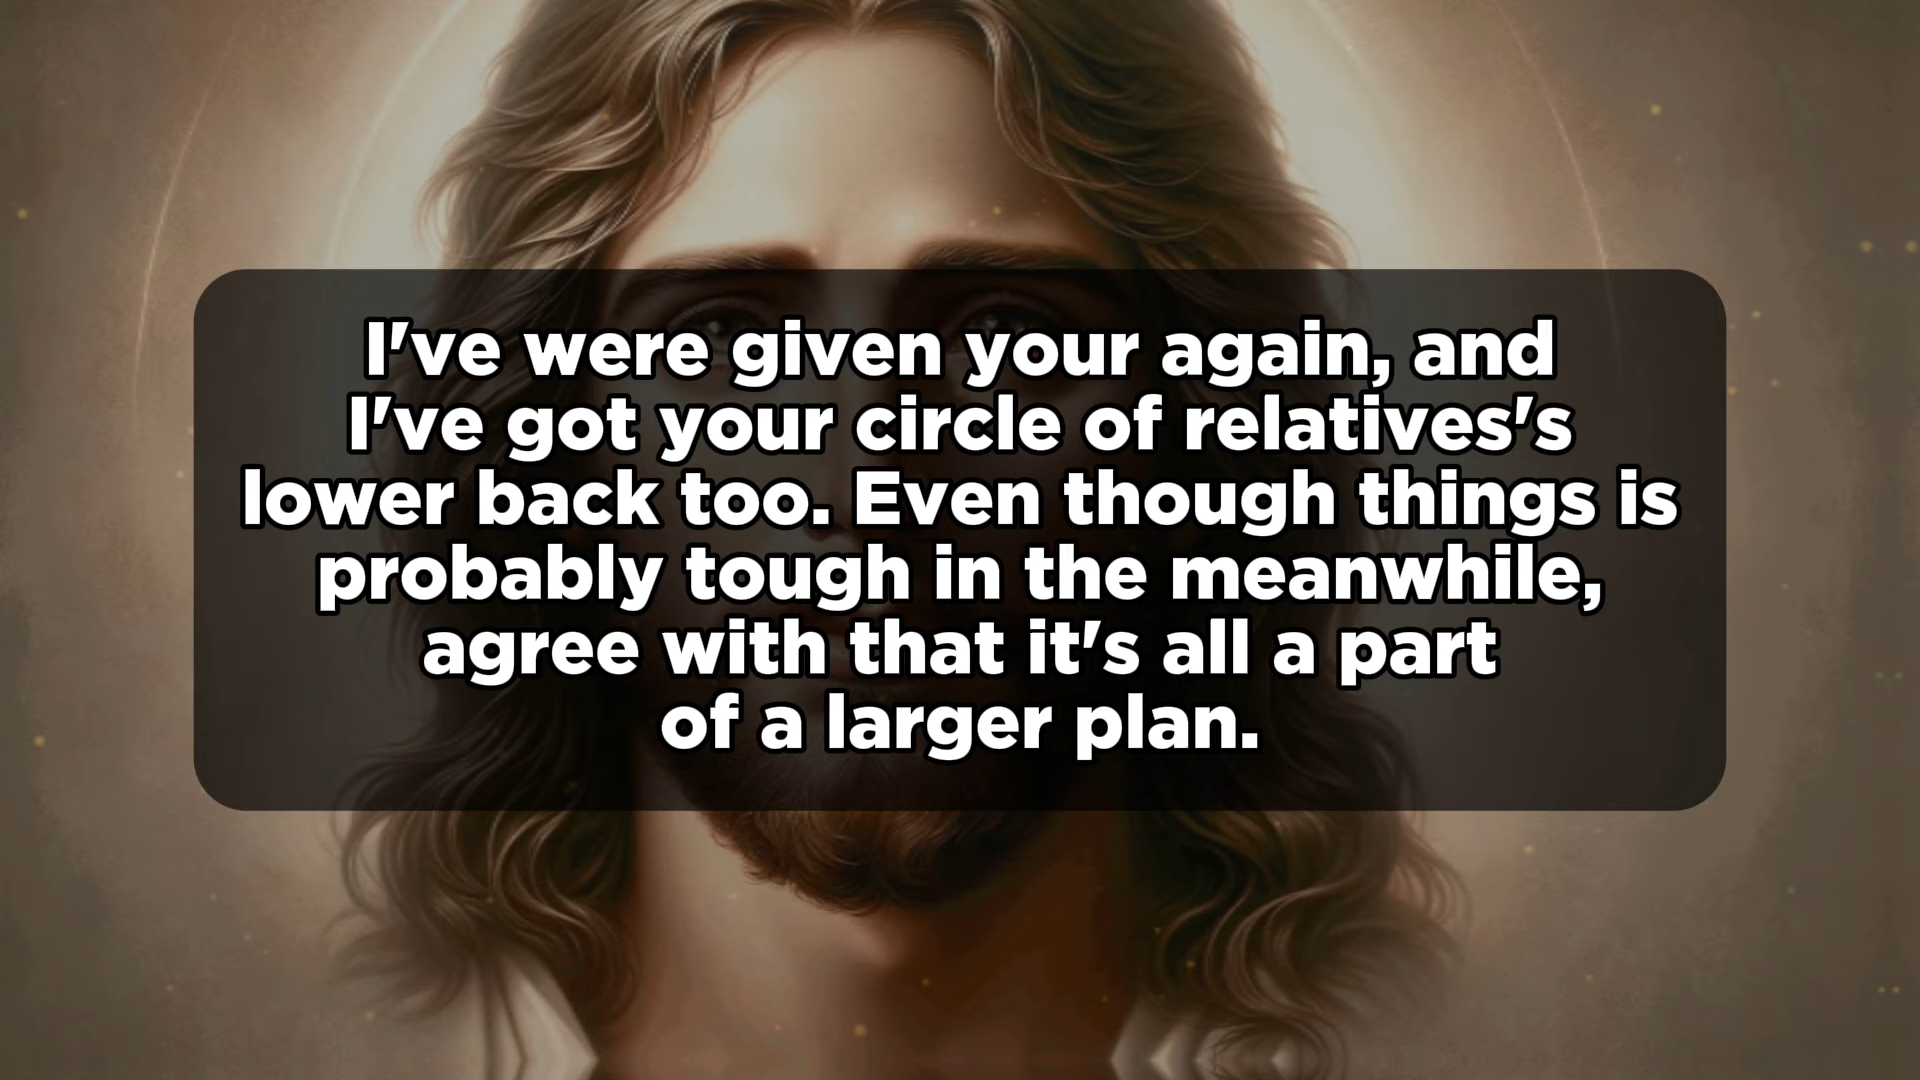 I've were given your again, and
I've got your circle of relatives's
lower back too. Even though things is
probably tough in the meanwhile,
agree with that it's all a part
of a larger plan.